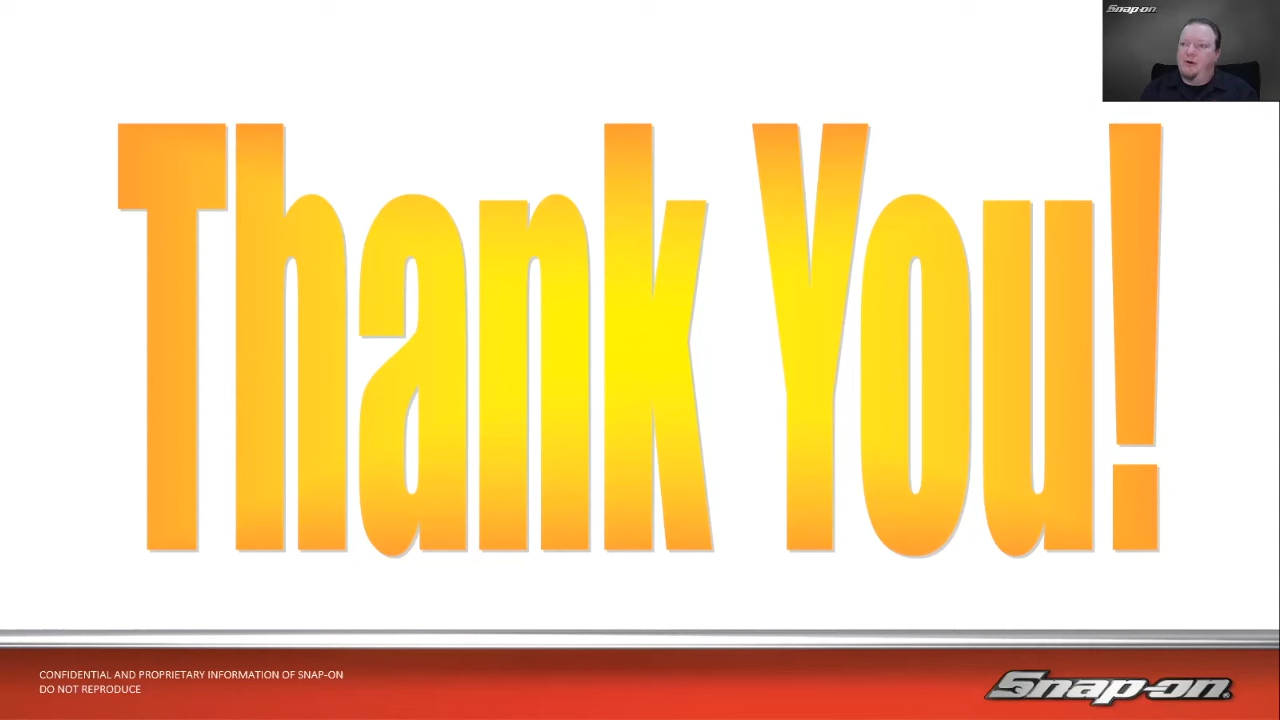 Snap-on
Thank You!
CONFIDENTIAL AND PROPRIETARY INFORMATION OF SNAP-ON
DO NOT REPRODUCE
Snap-on